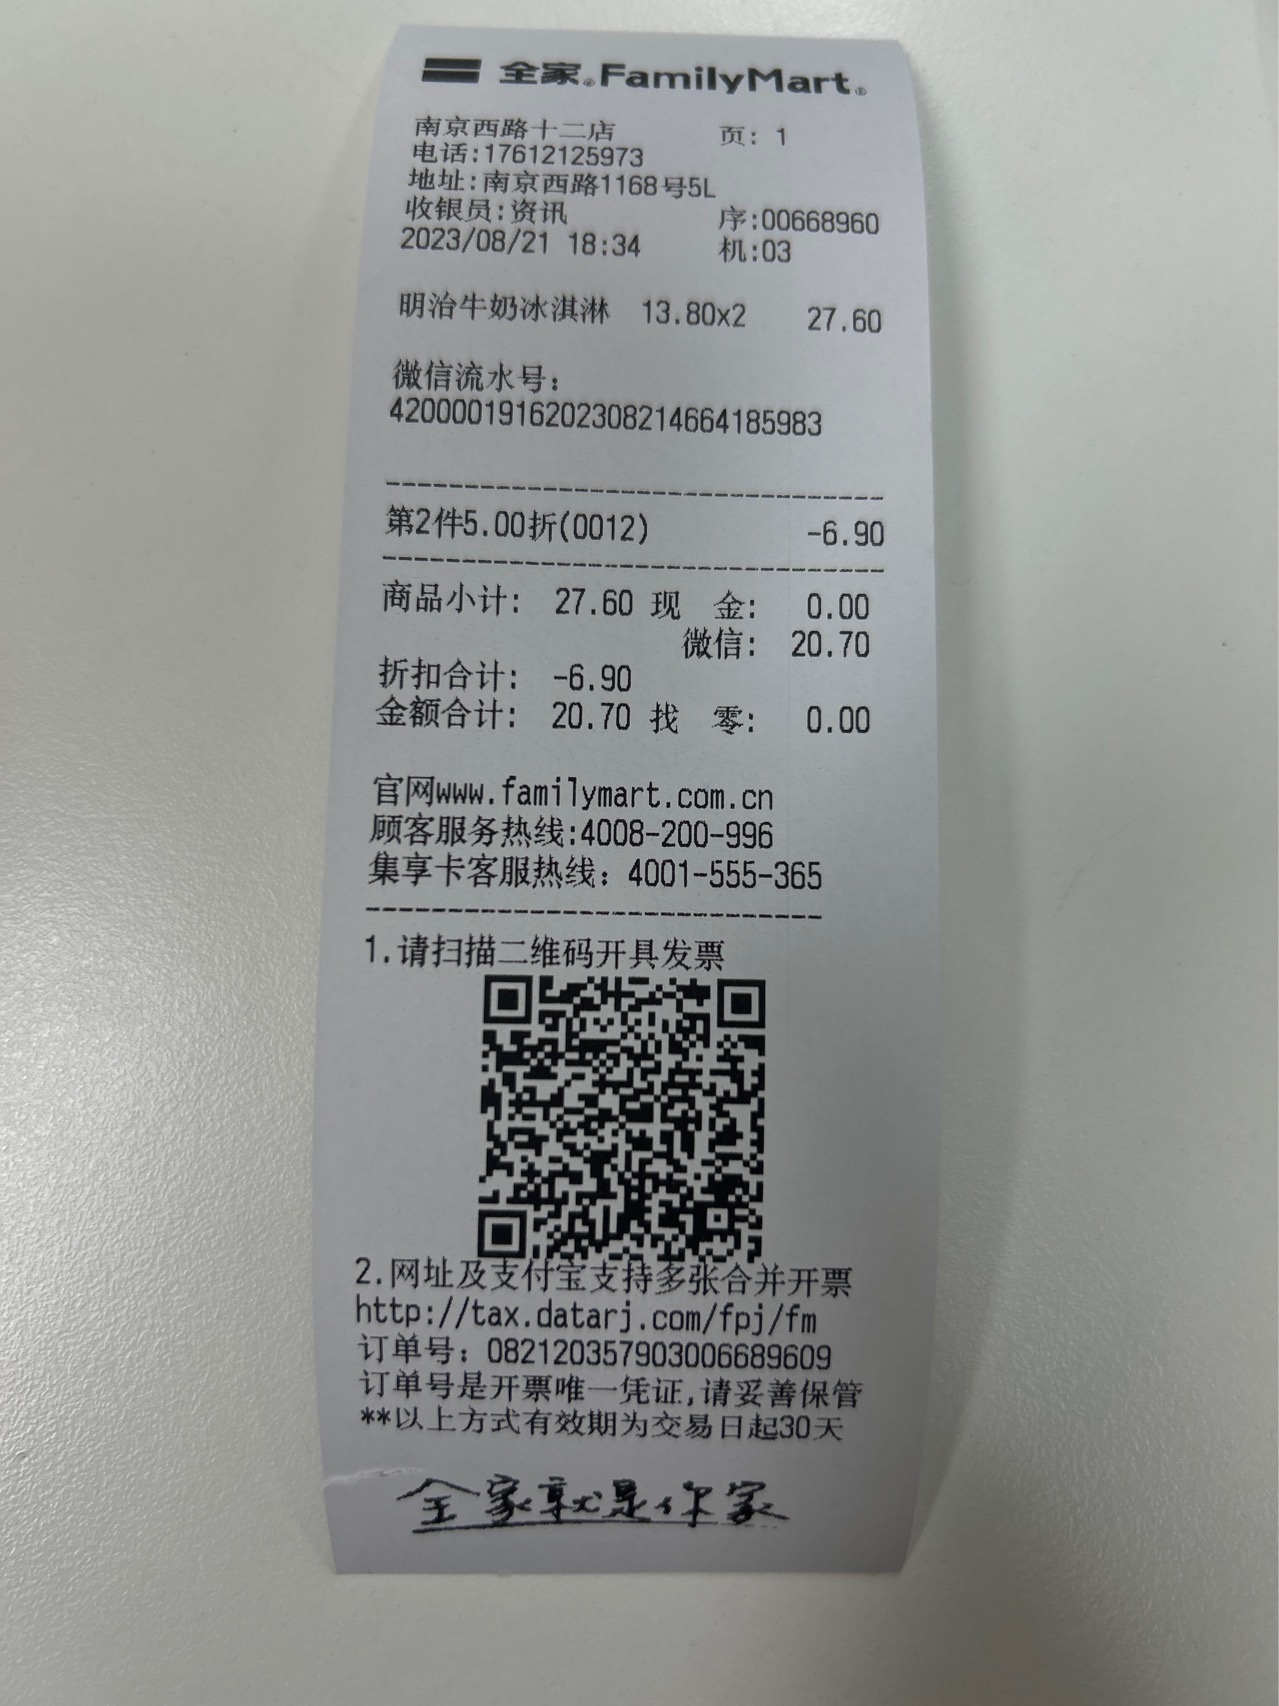 全家®FamilyMart®
南京西路十二店 页: 1
电话:17612125973
地址:南京西路1168号5L
收银员:资讯 序:00668960
2023/08/21 18:34 机:03
明治牛奶冰淇淋 13.80x2 27.60
微信流水号:
4200001916202308214664185983
第2件5.00折(0012) -6.90
商品小计: 27.60 现 金: 0.00
微信: 20.70
折扣合计: -6.90
金额合计: 20.70 找 零: 0.00
官网www.familymart.com.cn
顾客服务热线:4008-200-996
集享卡客服热线: 4001-555-365
1.请扫描二维码开具发票
2.网址及支付宝支持多张合并开票
http://tax.datarj.com/fpj/fm
订单号: 082120357903006689609
订单号是开票唯一凭证,请妥善保管
**以上方式有效期为交易日起30天
全家就是你家